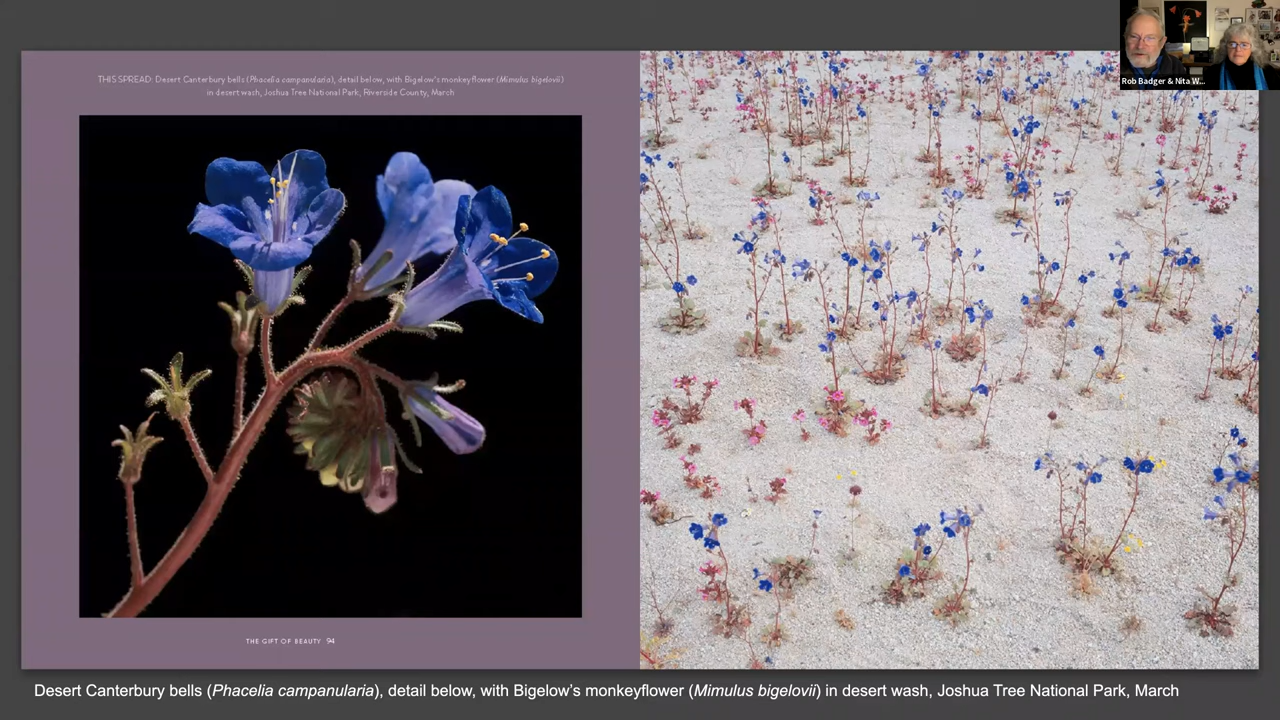 Rob Badger & Nita W...
THIS SPREAD: Desert Canterbury bells (Phacelia campanularia), detail below, with Bigelow's monkeyflower (Mimulus bigelovii)
in desert wash, Joshua Tree National Park; Riverside County, March
THE GIFT OF BEAUTY 94
Desert Canterbury bells (Phacelia campanularia), detail below, with Bigelow's monkeyflower (Mimulus bigelovii) in desert wash, Joshua Tree National Park, March